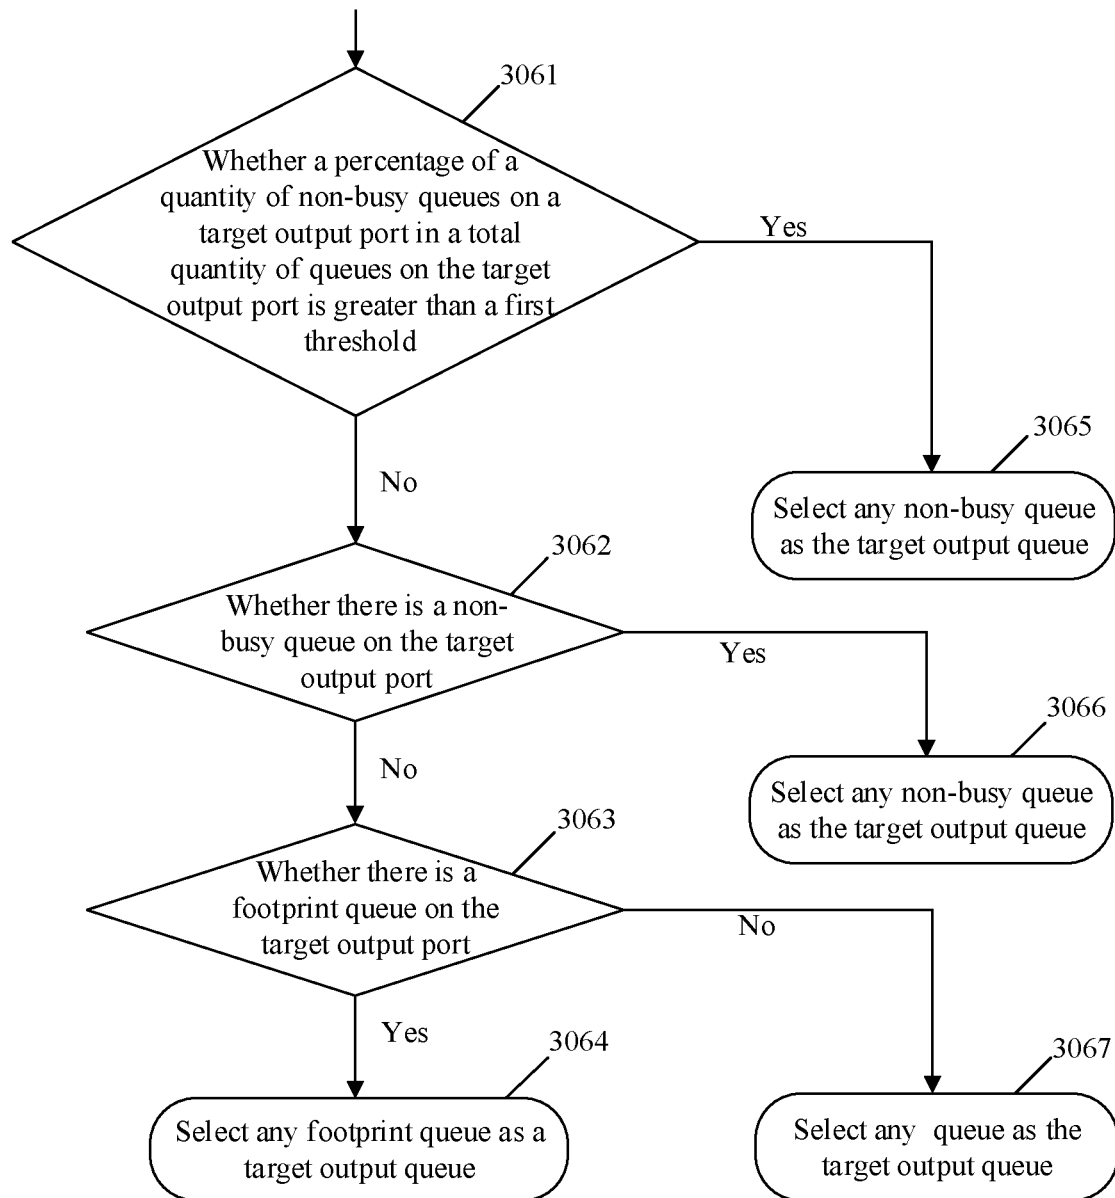 3061
Whether a percentage of a
quantity of non-busy queues on a
target output port in a total
quantity of queues on the target
output port is greater than a first
threshold
Yes
No
3065
Select any non-busy queue
as the target output queue
3062
Whether there is a non-
busy queue on the target
output port
Yes
No
3066
Select any non-busy queue
as the target output queue
3063
Whether there is a
footprint queue on the
target output port
No
Yes
3064
Select any footprint queue as a
target output queue
3067
Select any queue as the
target output queue